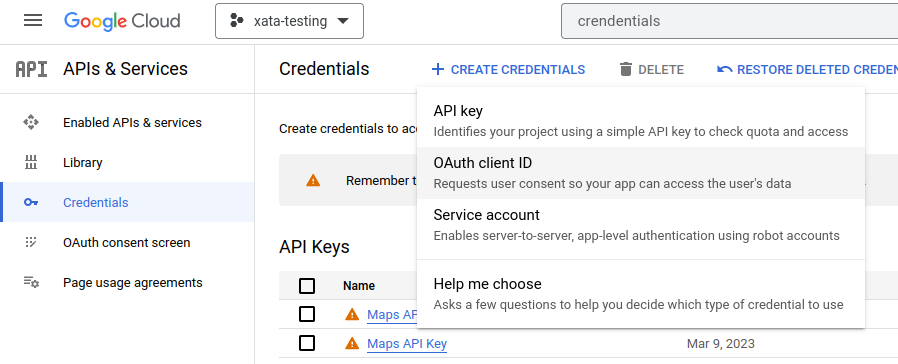 Google Cloud
xata-testing
crendentials
API
APIs & Services
Credentials
CREATE CREDENTIALS
DELETE
RESTORE DELETED CREDEN
Enabled APIs & services
Library
Credentials
OAuth consent screen
Page usage agreements
API key
Identifies your project using a simple API key to check quota and access
OAuth client ID
Requests user consent so your app can access the user's data
Service account
Enables server-to-server, app-level authentication using robot accounts
Help me choose
Asks a few questions to help you decide which type of credential to use
Create credentials to acc
Remember t
API Keys
Name
Maps AP
Maps API Key
Mar 9, 2023